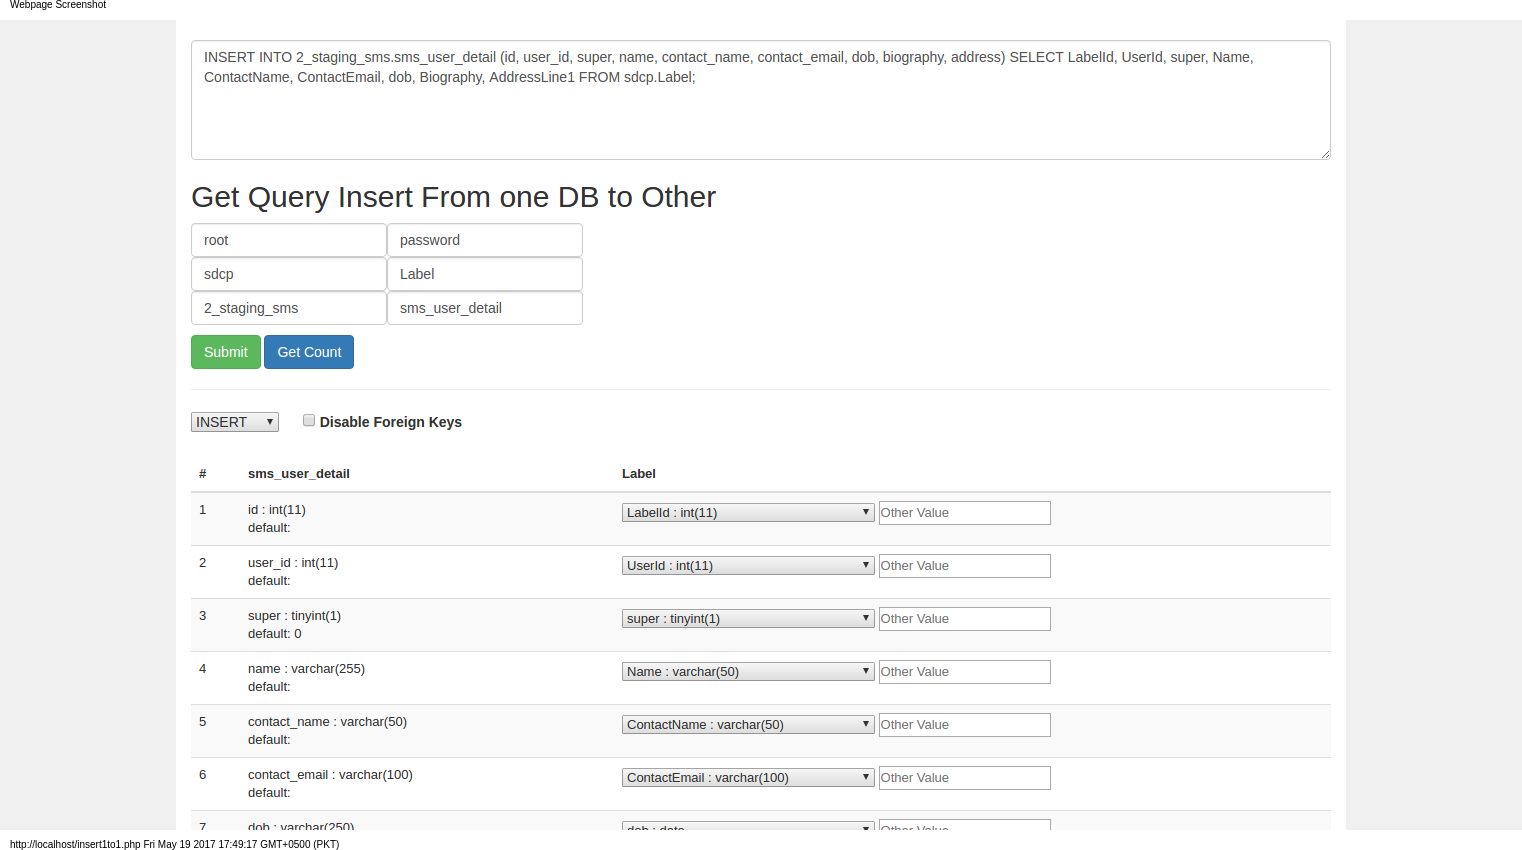 Webpage Screenshot
INSERT INTO 2_staging_sms.sms_user_detail (id, user_id, super, name, contact_name, contact_email, dob, biography, address) SELECT LabelId, UserId, super, Name,
ContactName, ContactEmail, dob, Biography, AddressLine1 FROM sdcp.Label;
Get Query Insert From one DB to Other
root password
sdcp Label
2_staging_sms sms_user_detail
Submit Get Count
INSERT Disable Foreign Keys
# sms_user_detail Label
1 id : int(11) LabelId : int(11) Other Value
default:
2 user_id : int(11) UserId : int(11) Other Value
default:
3 super : tinyint(1) super : tinyint(1) Other Value
default: 0
4 name : varchar(255) Name : varchar(50) Other Value
default:
5 contact_name : varchar(50) ContactName : varchar(50) Other Value
default:
6 contact_email : varchar(100) ContactEmail : varchar(100) Other Value
default:
7 dob : varchar(250) dob : date Other Value
http://localhost/insert1to1.php Fri May 19 2017 17:49:17 GMT+0500 (PKT)